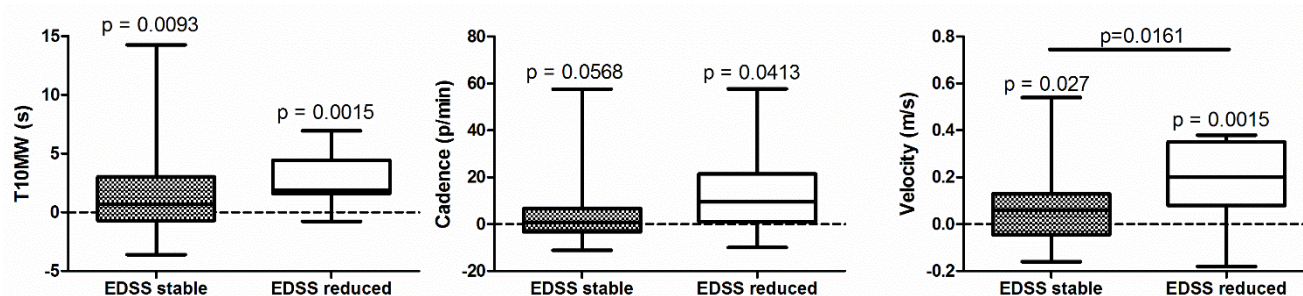 p = 0.0093
p = 0.0015
T10MW (s)
15
10
5
0
-5
EDSS stable
EDSS reduced
p = 0.0568
p = 0.0413
Cadence (p/min)
80
60
40
20
0
-20
EDSS stable
EDSS reduced
p=0.0161
p = 0.027
p = 0.0015
Velocity (m/s)
0.8
0.6
0.4
0.2
0.0
-0.2
EDSS stable
EDSS reduced